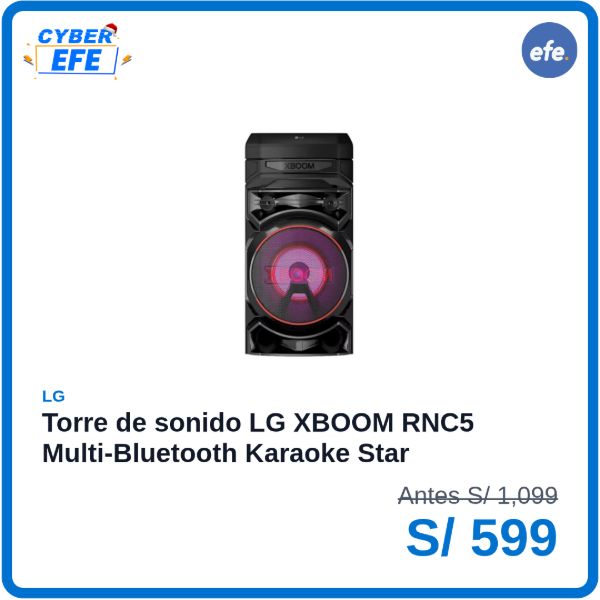 CYBER
EFE
efe.
XBOOM
LG
Torre de sonido LG XBOOM RNC5
Multi-Bluetooth Karaoke Star
Antes S/ 1,099
S/ 599